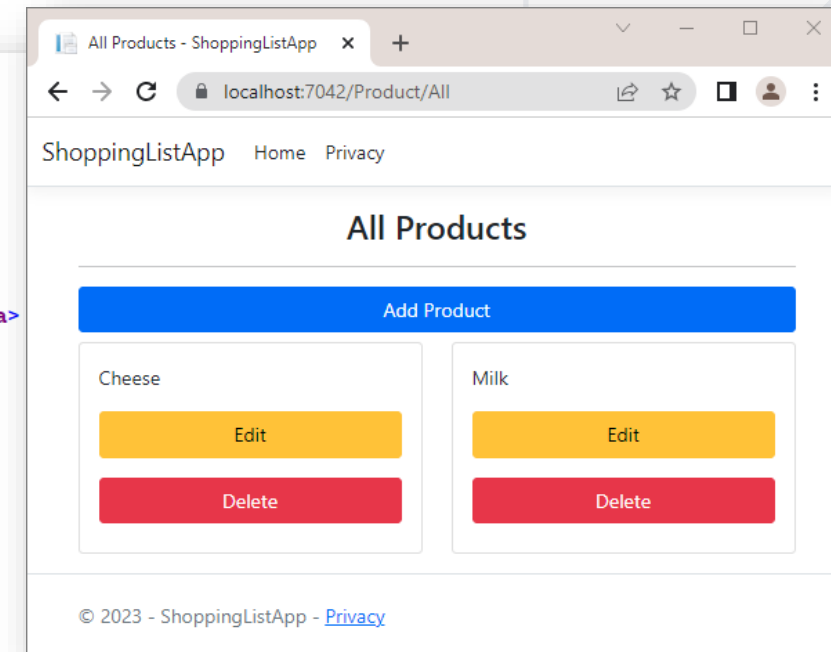 All Products - ShoppingListApp
localhost:7042/Product/All
ShoppingListApp Home Privacy
All Products
a>
Add Product
Cheese Milk
Edit Edit
Delete Delete
© 2023 - ShoppingListApp - Privacy